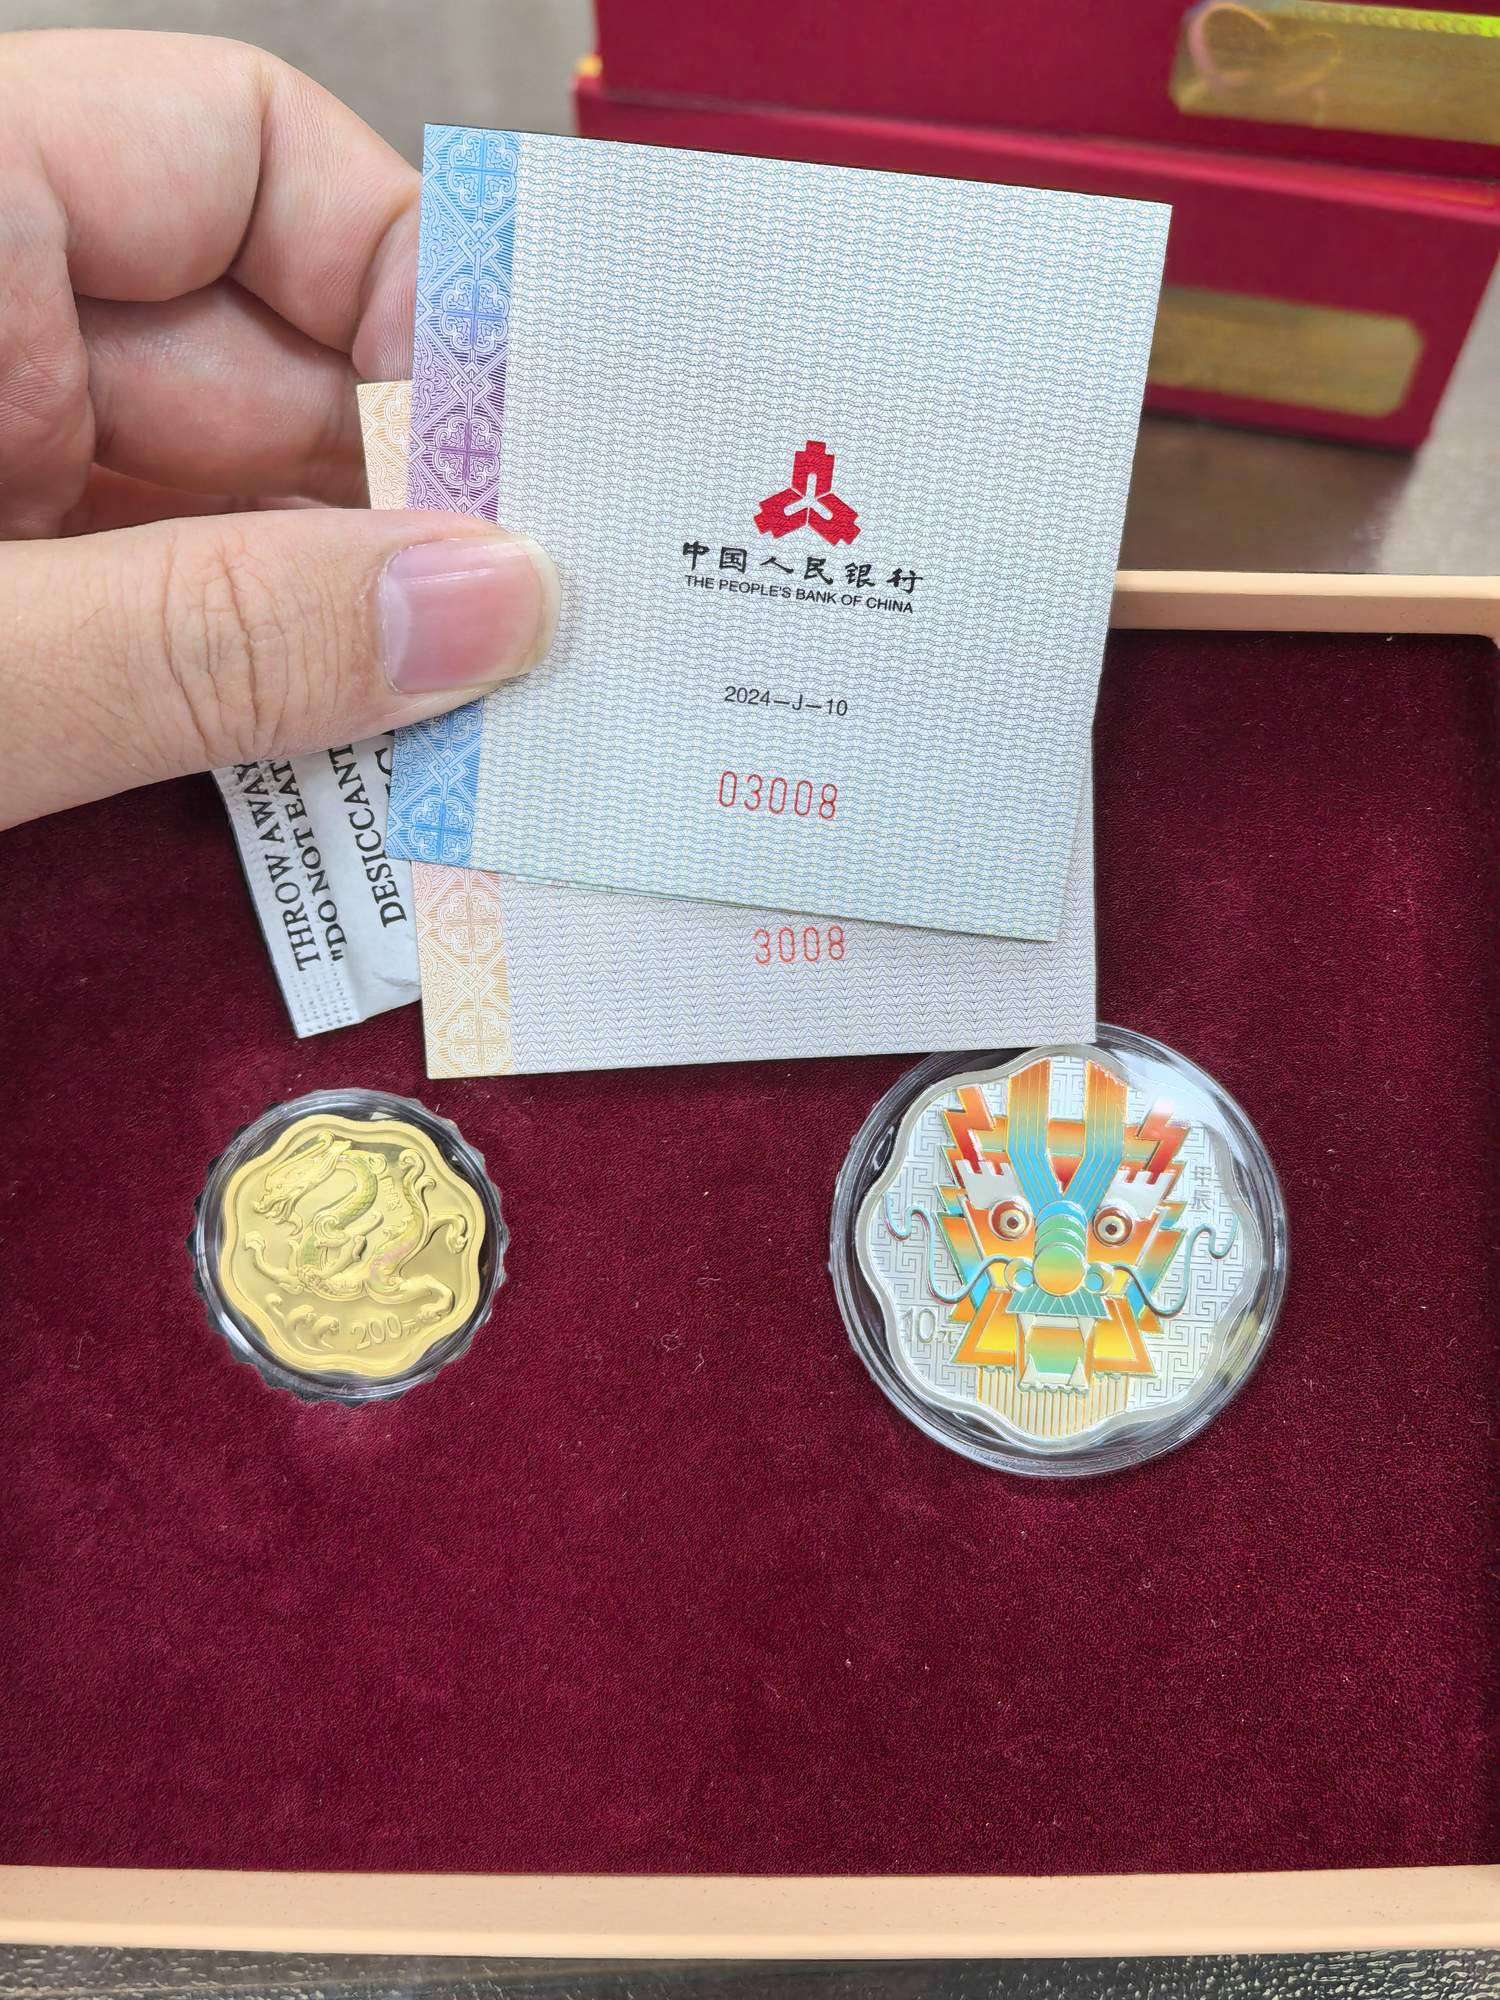 中国人民银行
THE PEOPLE'S BANK OF CHINA
2024–J–10
03008
3008
THROW AWAY
"DO NOT EAT
DESICCANT
200元
甲辰
10元